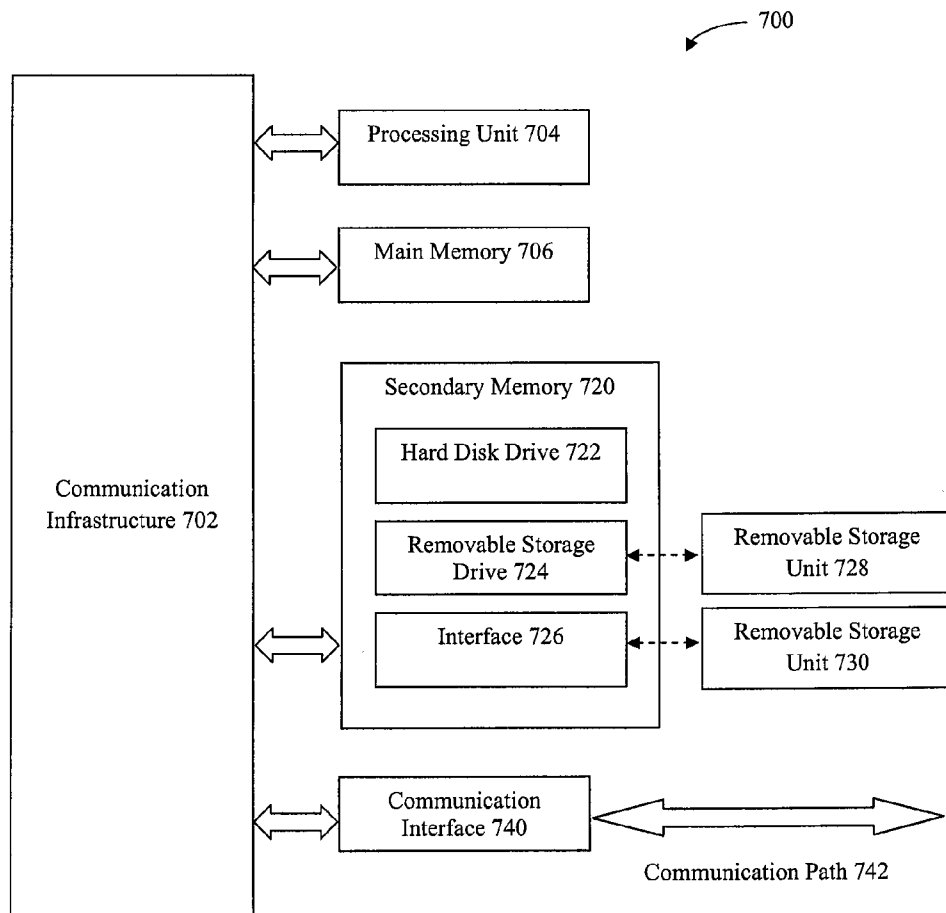 700
Processing Unit 704
Main Memory 706
Secondary Memory 720
Hard Disk Drive 722
Communication
Infrastructure 702
Removable Storage
Drive 724
Removable Storage
Unit 728
Interface 726
Removable Storage
Unit 730
Communication
Interface 740
Communication Path 742